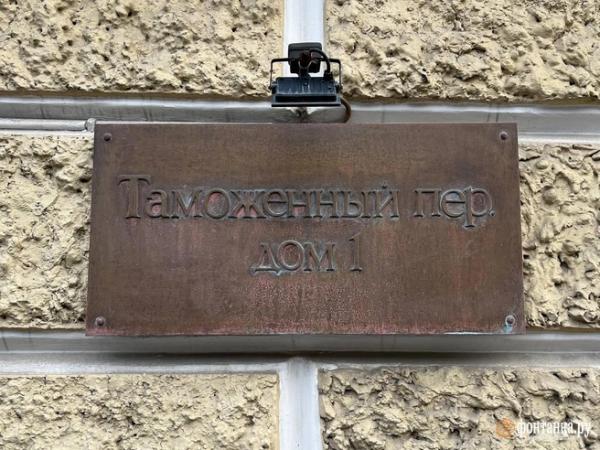 Таможенный пер.
дом 1
фонтанка.ру